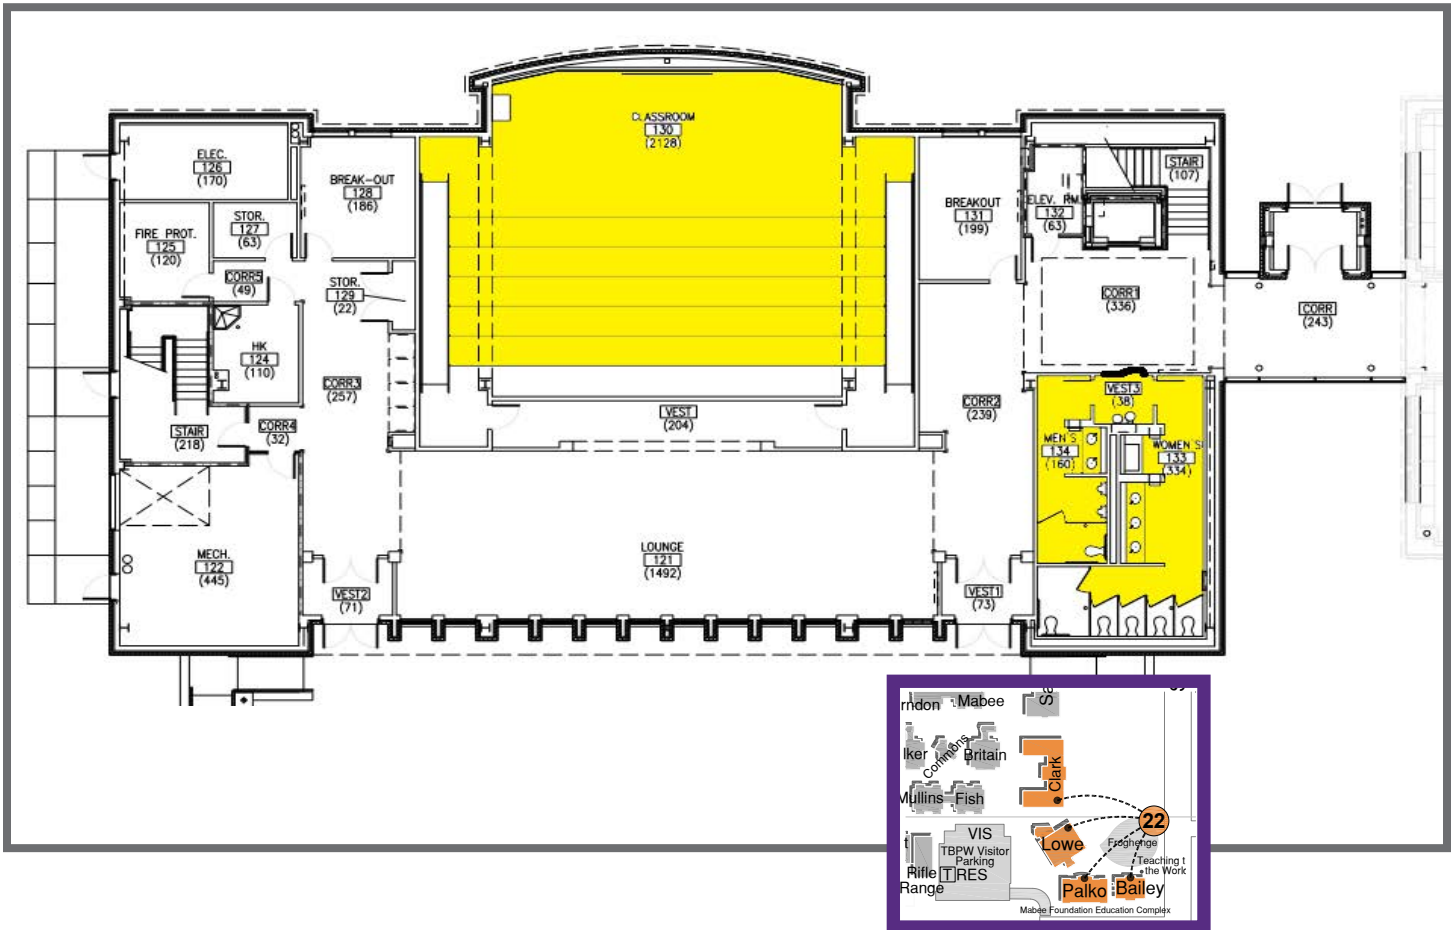 CLASSROOM
130
(2128)
ELEC.
126
(170)
BREAK-OUT
128
(186)
STOR.
127
(63)
FIRE PROT.
125
(120)
CORR5
(49)
STOR.
129
(22)
HK
124
(110)
CORR3
(257)
STAIR
(218)
CORR4
(32)
MECH.
122
(445)
VEST2
(71)
VEST
(204)
LOUNGE
121
(1492)
VEST1
(73)
BREAKOUT
131
(199)
ELEV. RM.
132
(63)
STAIR
(107)
CORR1
(336)
CORR
(243)
CORR2
(239)
VEST3
(38)
MEN'S
134
(160)
WOMEN'S
133
(334)
rndon
Mabee
Sa
lker
Commons
Britain
Clark
Mullins
Fish
22
VIS
TBPW Visitor
Parking
T RES
Rifle
Range
Lowe
Froghenge
Teaching t
the Work
Palko
Bailey
Mabee Foundation Education Complex